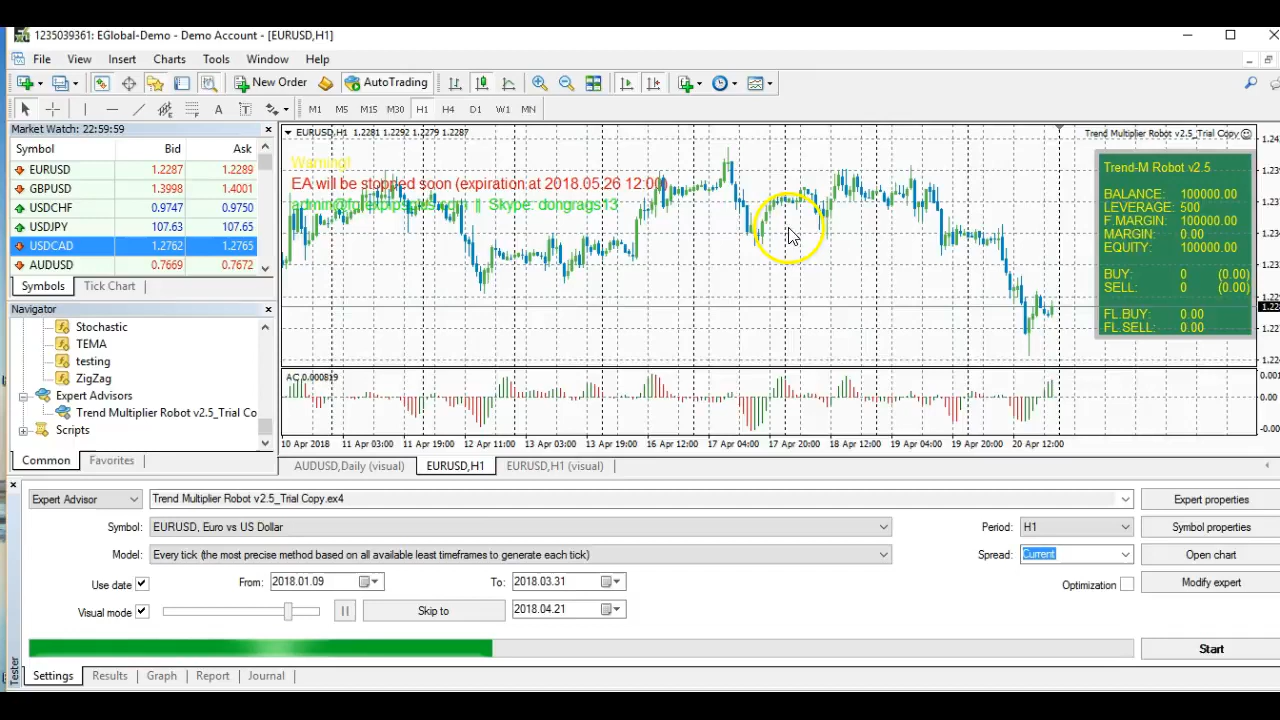 1235039361: EGlobal-Demo - Demo Account - [EURUSD,H1]
File View Insert Charts Tools Window Help
New Order AutoTrading
M1 M5 M15 M30 H1 H4 D1 W1 MN
Market Watch: 22:59:59
Symbol Bid Ask
EURUSD 1.2287 1.2289
GBPUSD 1.3998 1.4001
USDCHF 0.9747 0.9750
USDJPY 107.63 107.65
USDCAD 1.2762 1.2765
AUDUSD 0.7669 0.7672
Symbols Tick Chart
Navigator
Stochastic
TEMA
testing
ZigZag
Expert Advisors
Trend Multiplier Robot v2.5_Trial Co
Scripts
Common Favorites
EURUSD,H1 1.2281 1.2292 1.2279 1.2287
Trend Multiplier Robot v2.5_Trial Copy
Warning!
EA will be stopped soon (expiration at 2018.05.26 12:00)
|| Skype: dongrags13
Trend-M Robot v2.5
BALANCE: 100000.00
LEVERAGE: 500
F MARGIN: 100000.00
MARGIN: 0.00
EQUITY: 100000.00
BUY: 0 (0.00)
SELL: 0 (0.00)
FL BUY: 0.00
FL SELL: 0.00
AC 0.000819
0.00
10 Apr 2018 11 Apr 03:00 11 Apr 19:00 12 Apr 11:00 13 Apr 03:00 13 Apr 19:00 16 Apr 12:00 17 Apr 04:00 17 Apr 20:00 18 Apr 12:00 19 Apr 04:00 19 Apr 20:00 20 Apr 12:00
AUDUSD,Daily (visual) EURUSD,H1 EURUSD,H1 (visual)
Expert Advisor Trend Multiplier Robot v2.5_Trial Copy.ex4 Expert properties
Symbol: EURUSD, Euro vs US Dollar Period: H1 Symbol properties
Model: Every tick (the most precise method based on all available least timeframes to generate each tick) Spread: Current Open chart
Use date From: 2018.01.09 To: 2018.03.31 Optimization Modify expert
Visual mode Skip to 2018.04.21
Start
Tester
Settings Results Graph Report Journal